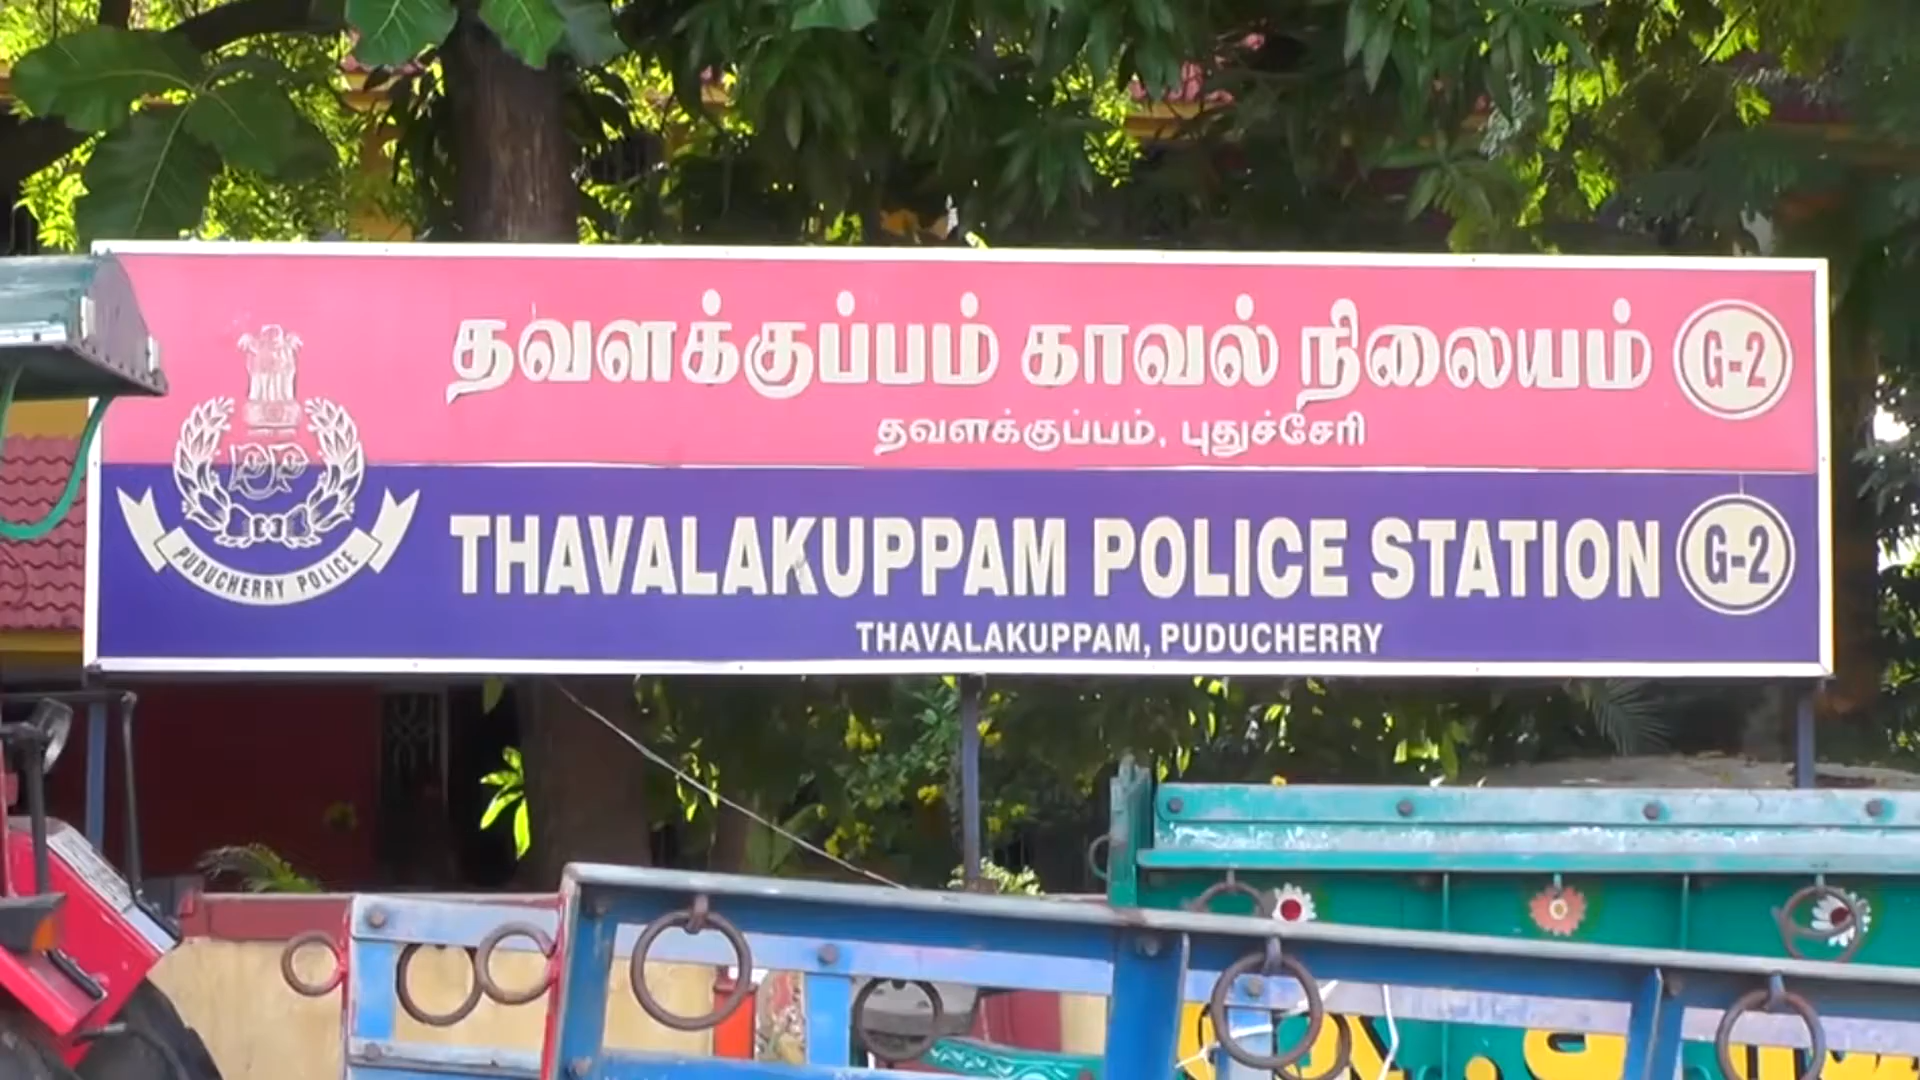 தவளக்குப்பம் காவல் நிலையம் G-2
தவளக்குப்பம், புதுச்சேரி
PUDUCHERRY POLICE
THAVALAKUPPAM POLICE STATION G-2
THAVALAKUPPAM, PUDUCHERRY